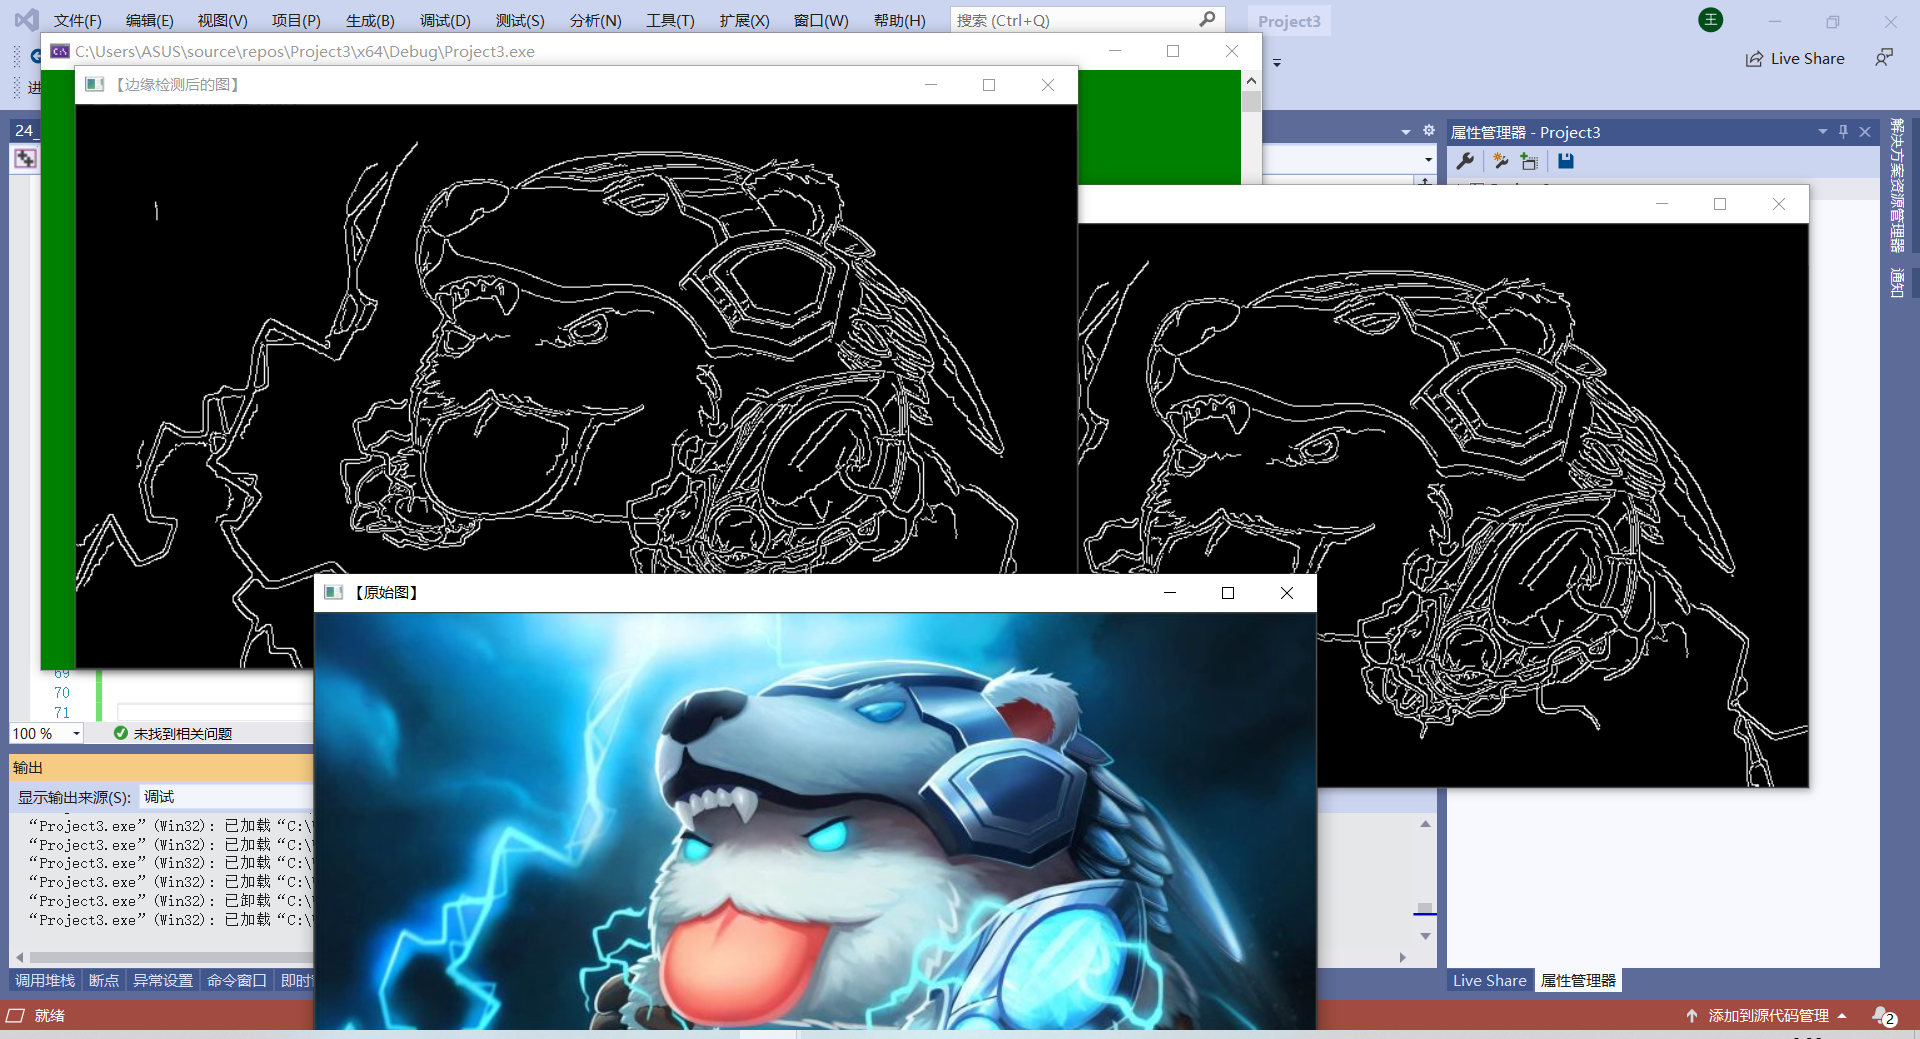 文件(F) 编辑(E) 视图(V) 项目(P) 生成(B) 调试(D) 测试(S) 分析(N) 工具(T) 扩展(X) 窗口(W) 帮助(H) 搜索 (Ctrl+Q) Project3 王
C:\Users\ASUS\source\repos\Project3\x64\Debug\Project3.exe
Live Share
【边缘检测后的图】
进
24_
属性管理器 - Project3
解决方案资源管理器
通知
【原始图】
69
70
71
100 % 未找到相关问题
输出
显示输出来源(S): 调试
“Project3.exe”(Win32): 已加载“C:\
“Project3.exe”(Win32): 已加载“C:\
“Project3.exe”(Win32): 已加载“C:\
“Project3.exe”(Win32): 已加载“C:\
“Project3.exe”(Win32): 已卸载“C:\
“Project3.exe”(Win32): 已加载“C:\
调用堆栈 断点 异常设置 命令窗口 即时
Live Share 属性管理器
就绪
添加到源代码管理 2